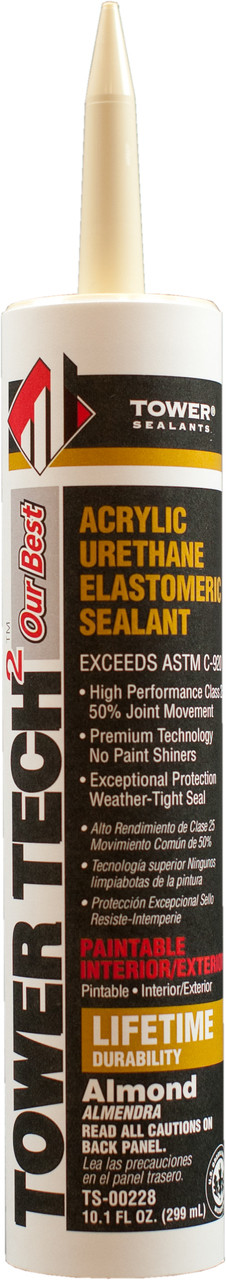 TOWER®
SEALANTS™
TOWER TECH2™
Our Best
ACRYLIC
URETHANE
ELASTOMERIC
SEALANT
EXCEEDS ASTM C-920
• High Performance Class 2
50% Joint Movement
• Premium Technology
No Paint Shiners
• Exceptional Protection
Weather-Tight Seal
• Alto Rendimiento de Clase 25
Movimiento Común de 50%
• Tecnología superior Ningunos
limpiabotas de la pintura
• Protección Excepcional Sello
Resiste-Intemperie
PAINTABLE
INTERIOR/EXTERIOR
Pintable • Interior/Exterior
LIFETIME
DURABILITY
Almond
ALMENDRA
READ ALL CAUTIONS ON
BACK PANEL.
Lea las precauciones
en el panel trasero.
TS-00228
10.1 FL OZ. (299 mL)